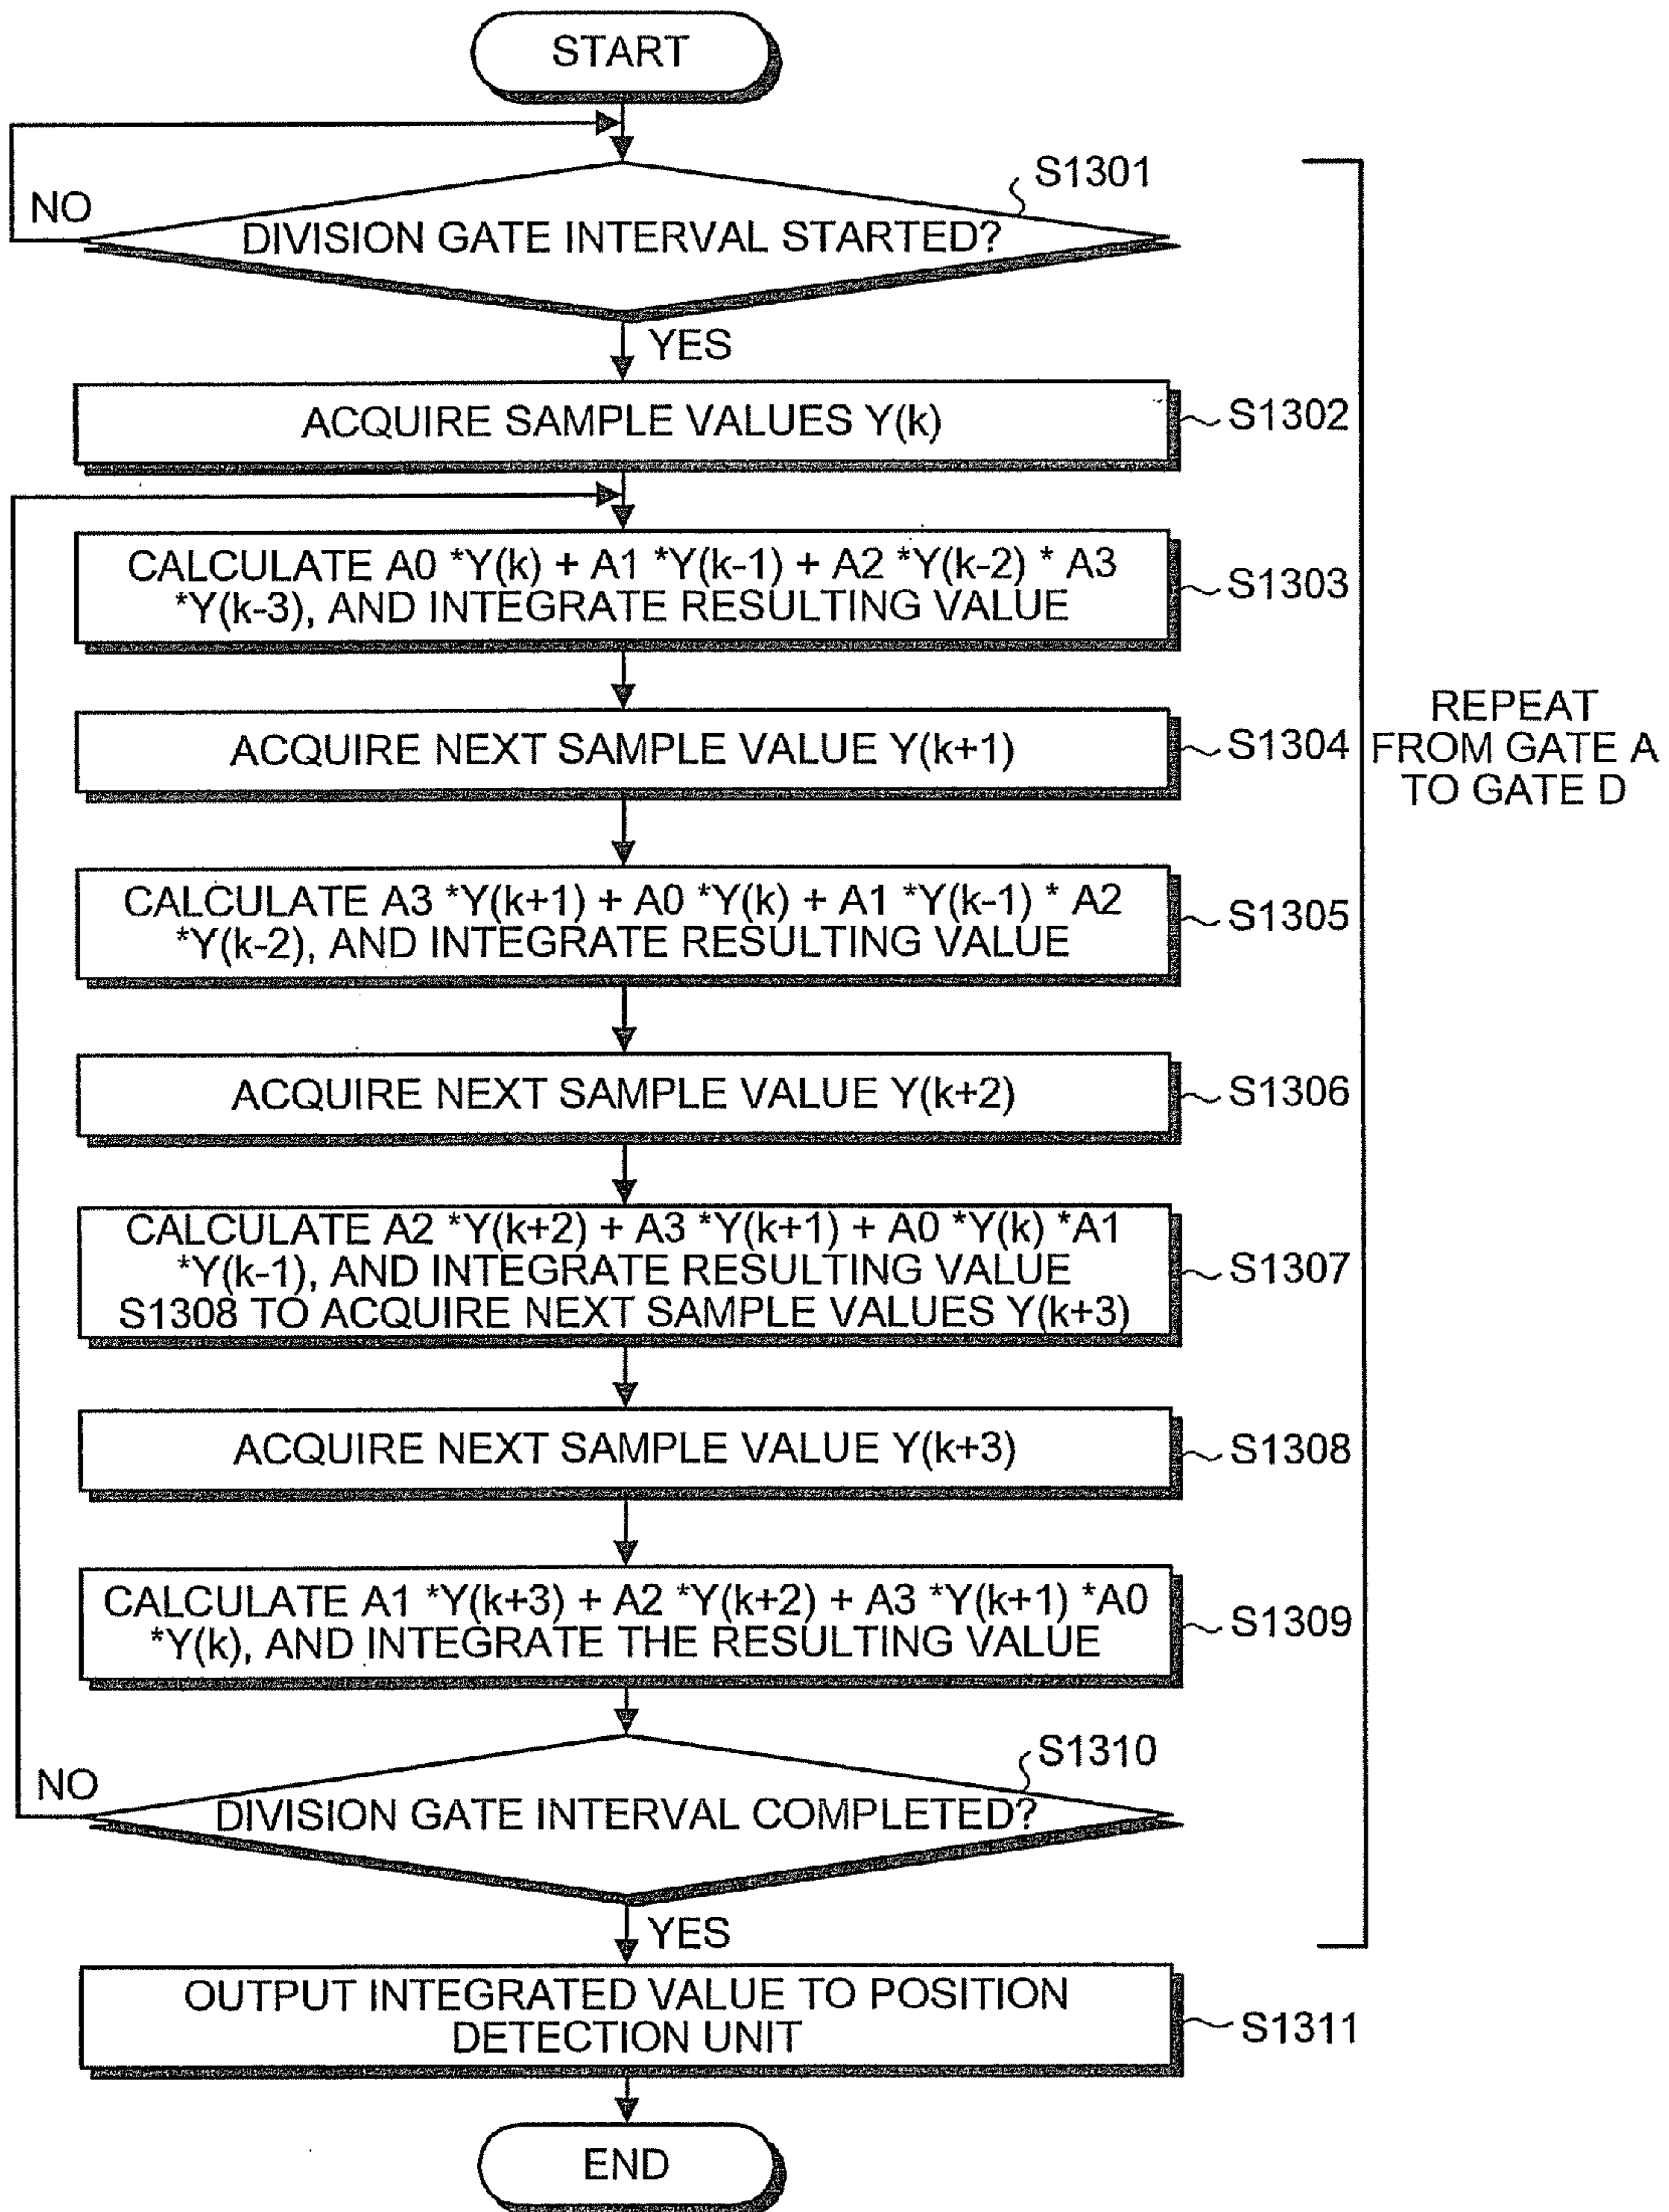 START
NO
S1301
DIVISION GATE INTERVAL STARTED?
YES
ACQUIRE SAMPLE VALUES Y(k)
S1302
CALCULATE A0 *Y(k) + A1 *Y(k-1) + A2 *Y(k-2) * A3
*Y(k-3), AND INTEGRATE RESULTING VALUE
S1303
ACQUIRE NEXT SAMPLE VALUE Y(k+1)
S1304
REPEAT
FROM GATE A
TO GATE D
CALCULATE A3 *Y(k+1) + A0 *Y(k) + A1 *Y(k-1) * A2
*Y(k-2), AND INTEGRATE RESULTING VALUE
S1305
ACQUIRE NEXT SAMPLE VALUE Y(k+2)
S1306
CALCULATE A2 *Y(k+2) + A3 *Y(k+1) + A0 *Y(k) *A1
*Y(k-1), AND INTEGRATE RESULTING VALUE
S1308 TO ACQUIRE NEXT SAMPLE VALUES Y(k+3)
S1307
ACQUIRE NEXT SAMPLE VALUE Y(k+3)
S1308
CALCULATE A1 *Y(k+3) + A2 *Y(k+2) + A3 *Y(k+1) *A0
*Y(k), AND INTEGRATE THE RESULTING VALUE
S1309
S1310
NO
DIVISION GATE INTERVAL COMPLETED?
YES
OUTPUT INTEGRATED VALUE TO POSITION
DETECTION UNIT
S1311
END